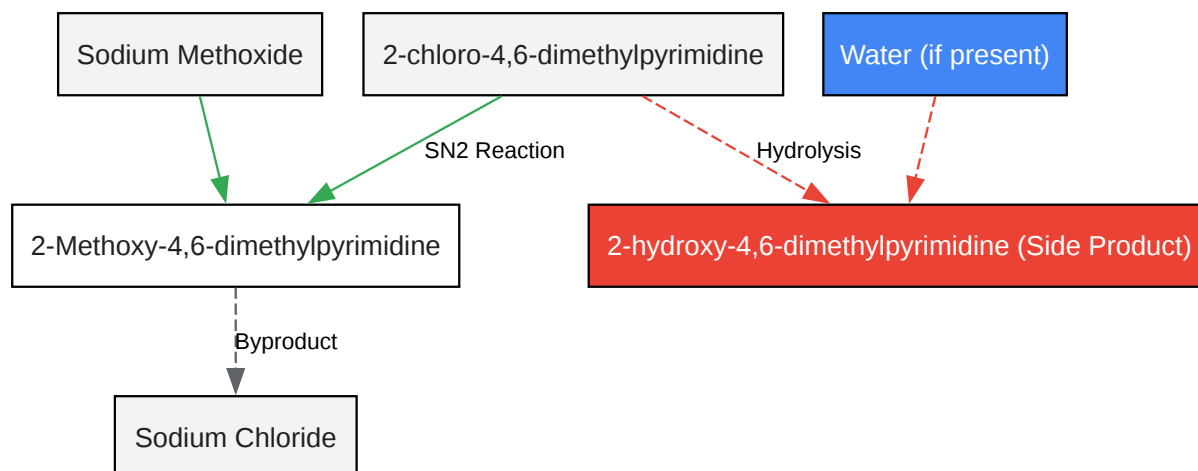 Sodium Methoxide
2-chloro-4,6-dimethylpyrimidine
Water (if present)
SN2 Reaction
Hydrolysis
2-Methoxy-4,6-dimethylpyrimidine
2-hydroxy-4,6-dimethylpyrimidine (Side Product)
Byproduct
Sodium Chloride